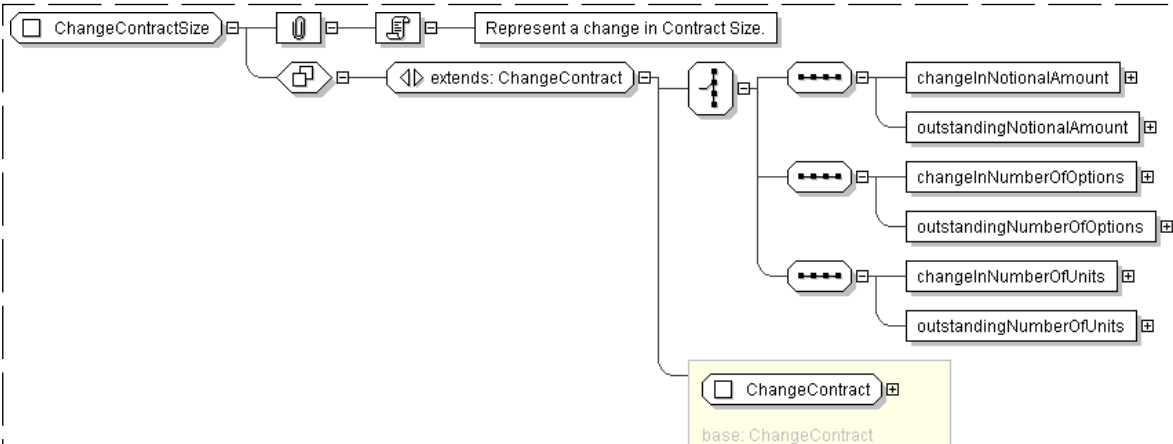 ChangeContractSize
Represent a change in Contract Size.
extends: ChangeContract
changeInNotionalAmount
outstandingNotionalAmount
changeInNumberOfOptions
outstandingNumberOfOptions
changeInNumberOfUnits
outstandingNumberOfUnits
ChangeContract
base: ChangeContract